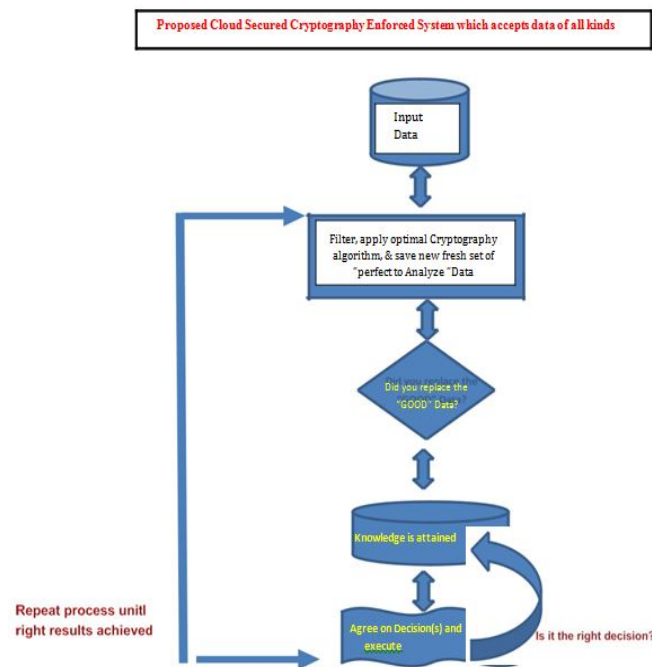 Proposed Cloud Secured Cryptography Enforced System which accepts data of all kinds
Input
Data
Filter, apply optimal Cryptography
algorithm, & save new fresh set of
"perfect to Analyze "Data
Did you replace the
"GOOD" Data?
Knowledge is attained
Agree on Decision(s) and
execute
Is it the right decision?
Repeat process unitl
right results achieved